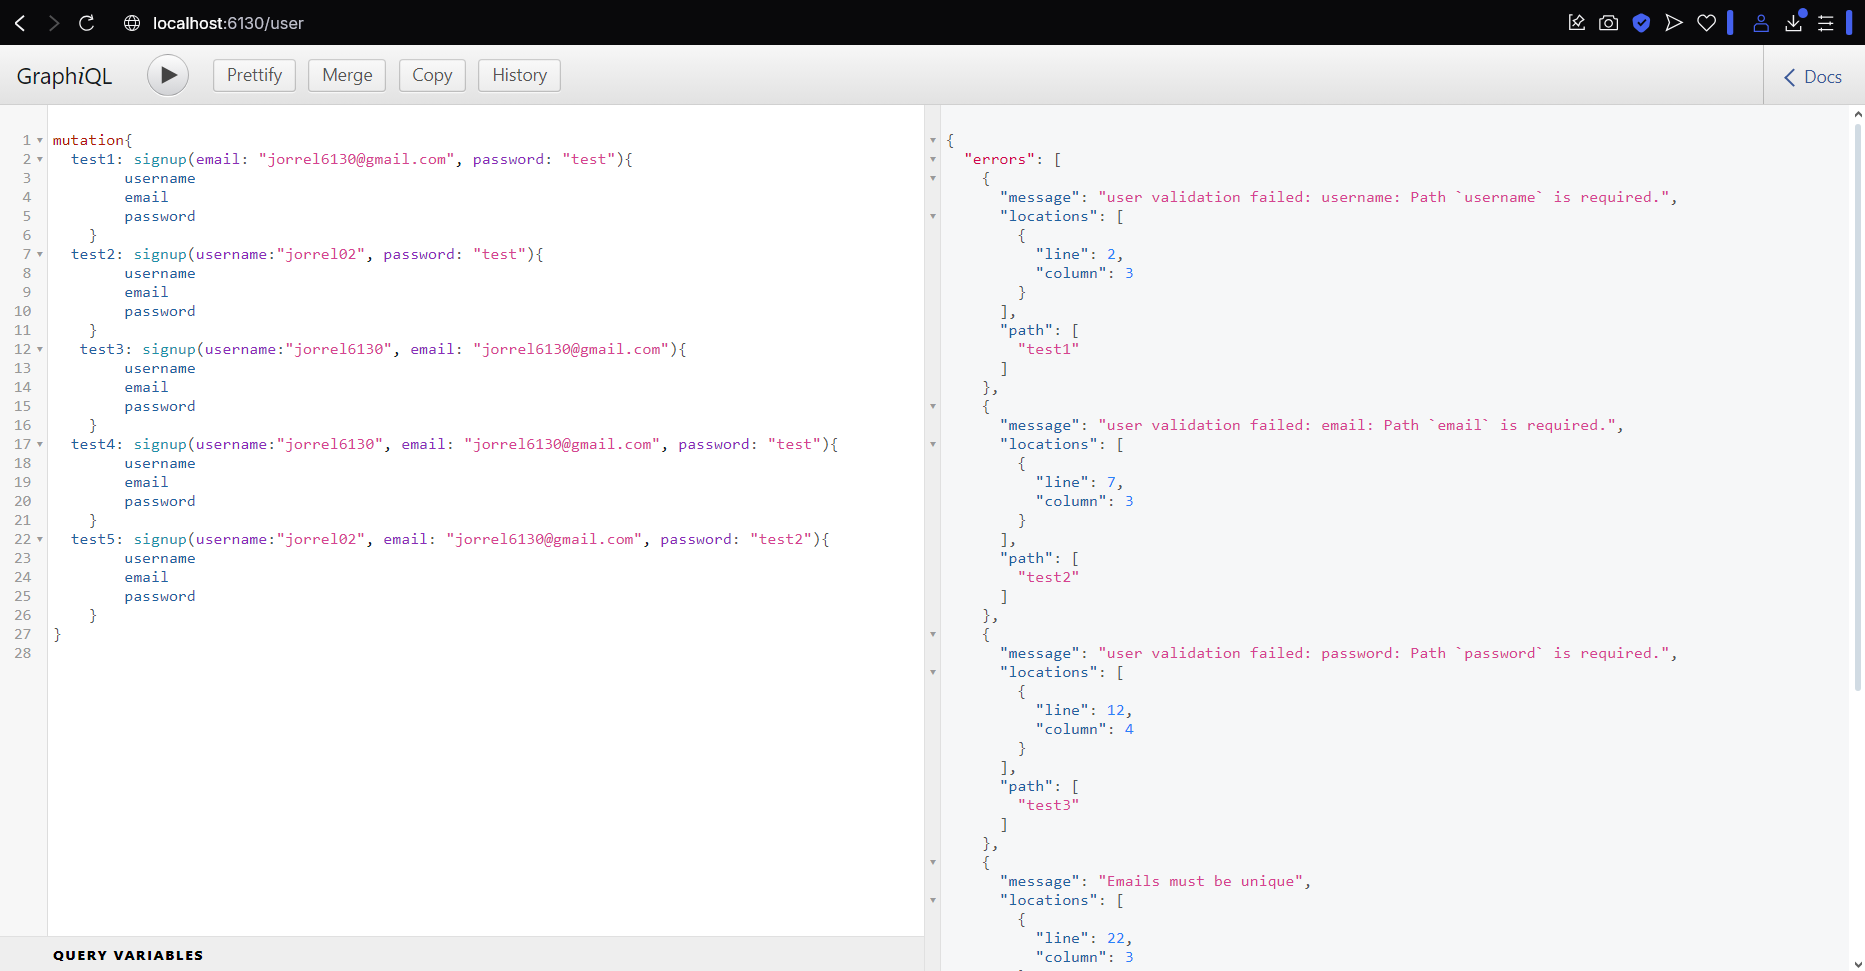 localhost:6130/user
GraphiQL
Prettify
Merge
Copy
History
Docs
1 mutation{
2 test1: signup(email: "jorrel6130@gmail.com", password: "test"){
3 username
4 email
5 password
6 }
7 test2: signup(username:"jorrel02", password: "test"){
8 username
9 email
10 password
11 }
12 test3: signup(username:"jorrel6130", email: "jorrel6130@gmail.com"){
13 username
14 email
15 password
16 }
17 test4: signup(username:"jorrel6130", email: "jorrel6130@gmail.com", password: "test"){
18 username
19 email
20 password
21 }
22 test5: signup(username:"jorrel02", email: "jorrel6130@gmail.com", password: "test2"){
23 username
24 email
25 password
26 }
27 }
28
QUERY VARIABLES
{
"errors": [
{
"message": "user validation failed: username: Path `username` is required.",
"locations": [
{
"line": 2,
"column": 3
}
],
"path": [
"test1"
]
},
{
"message": "user validation failed: email: Path `email` is required.",
"locations": [
{
"line": 7,
"column": 3
}
],
"path": [
"test2"
]
},
{
"message": "user validation failed: password: Path `password` is required.",
"locations": [
{
"line": 12,
"column": 4
}
],
"path": [
"test3"
]
},
{
"message": "Emails must be unique",
"locations": [
{
"line": 22,
"column": 3